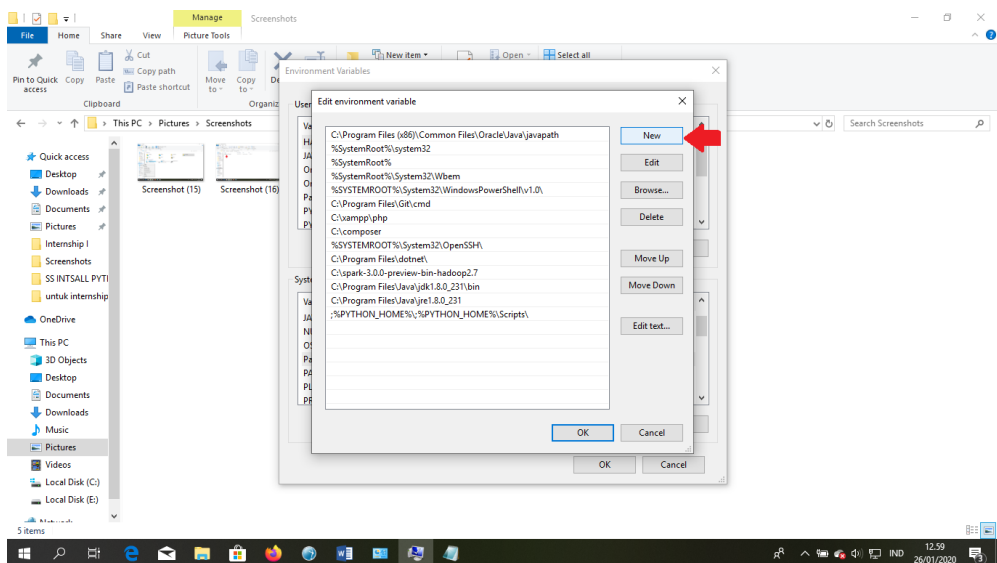 Manage
Screenshots
File
Home
Share
View
Picture Tools
Pin to Quick access
Copy
Paste
Cut
Copy path
Paste shortcut
Move to
Copy to
New item
Open
Select all
Clipboard
Organiz
This PC > Pictures > Screenshots
Search Screenshots
Quick access
Desktop
Downloads
Documents
Pictures
Internship I
Screenshots
SS INTSALL PYTI
untuk internship
OneDrive
This PC
3D Objects
Desktop
Documents
Downloads
Music
Pictures
Videos
Local Disk (C:)
Local Disk (E:)
5 items
Screenshot (15)
Screenshot (16)
Environment Variables
User
Syste
OK
Cancel
Edit environment variable
C:\Program Files (x86)\Common Files\Oracle\Java\javapath
%SystemRoot%\system32
%SystemRoot%
%SystemRoot%\System32\Wbem
%SYSTEMROOT%\System32\WindowsPowerShell\v1.0\
C:\Program Files\Git\cmd
C:\xampp\php
C:\composer
%SYSTEMROOT%\System32\OpenSSH\
C:\Program Files\dotnet\
C:\spark-3.0.0-preview-bin-hadoop2.7
C:\Program Files\Java\jdk1.8.0_231\bin
C:\Program Files\Java\jre1.8.0_231
;%PYTHON_HOME%\;%PYTHON_HOME%\Scripts\
New
Edit
Browse...
Delete
Move Up
Move Down
Edit text...
OK
Cancel
IND
12.59
26/01/2020